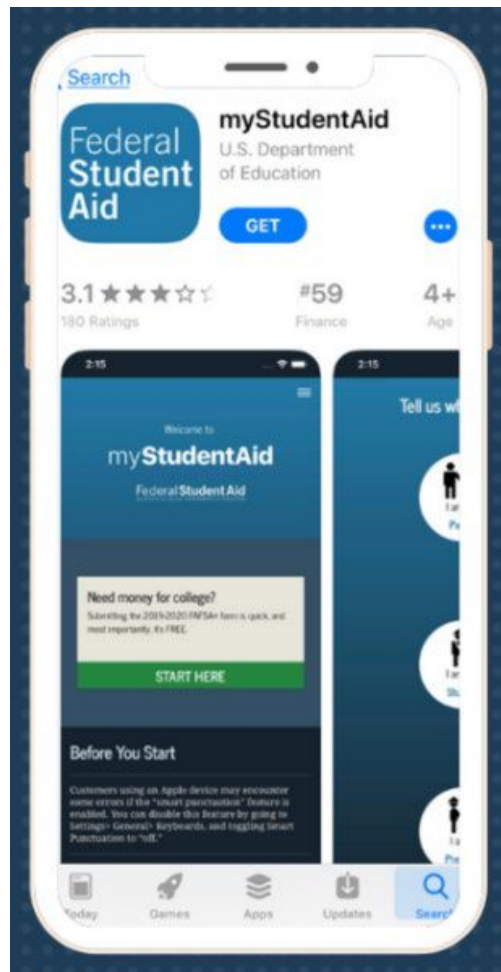 Search
Federal
Student
Aid
myStudentAid
U.S. Department
of Education
GET
3.1
180 Ratings
#59
Finance
4+
Age
2:15
Welcome to
myStudentAid
Federal Student Aid
Need money for college?
Submitting the 2019-2020 FAFSA® form is quick, and
most importantly, it's FREE.
START HERE
Before You Start
Customers using an Apple device may encounter
some errors if the "smart punctuation" feature is
enabled. You can disable this feature by going to
Settings> General> Keyboards, and toggling Smart
Punctuation to "off."
2:15
Tell us w
I a
Pa
I a
Stu
I a
Pre
Today
Games
Apps
Updates
Search